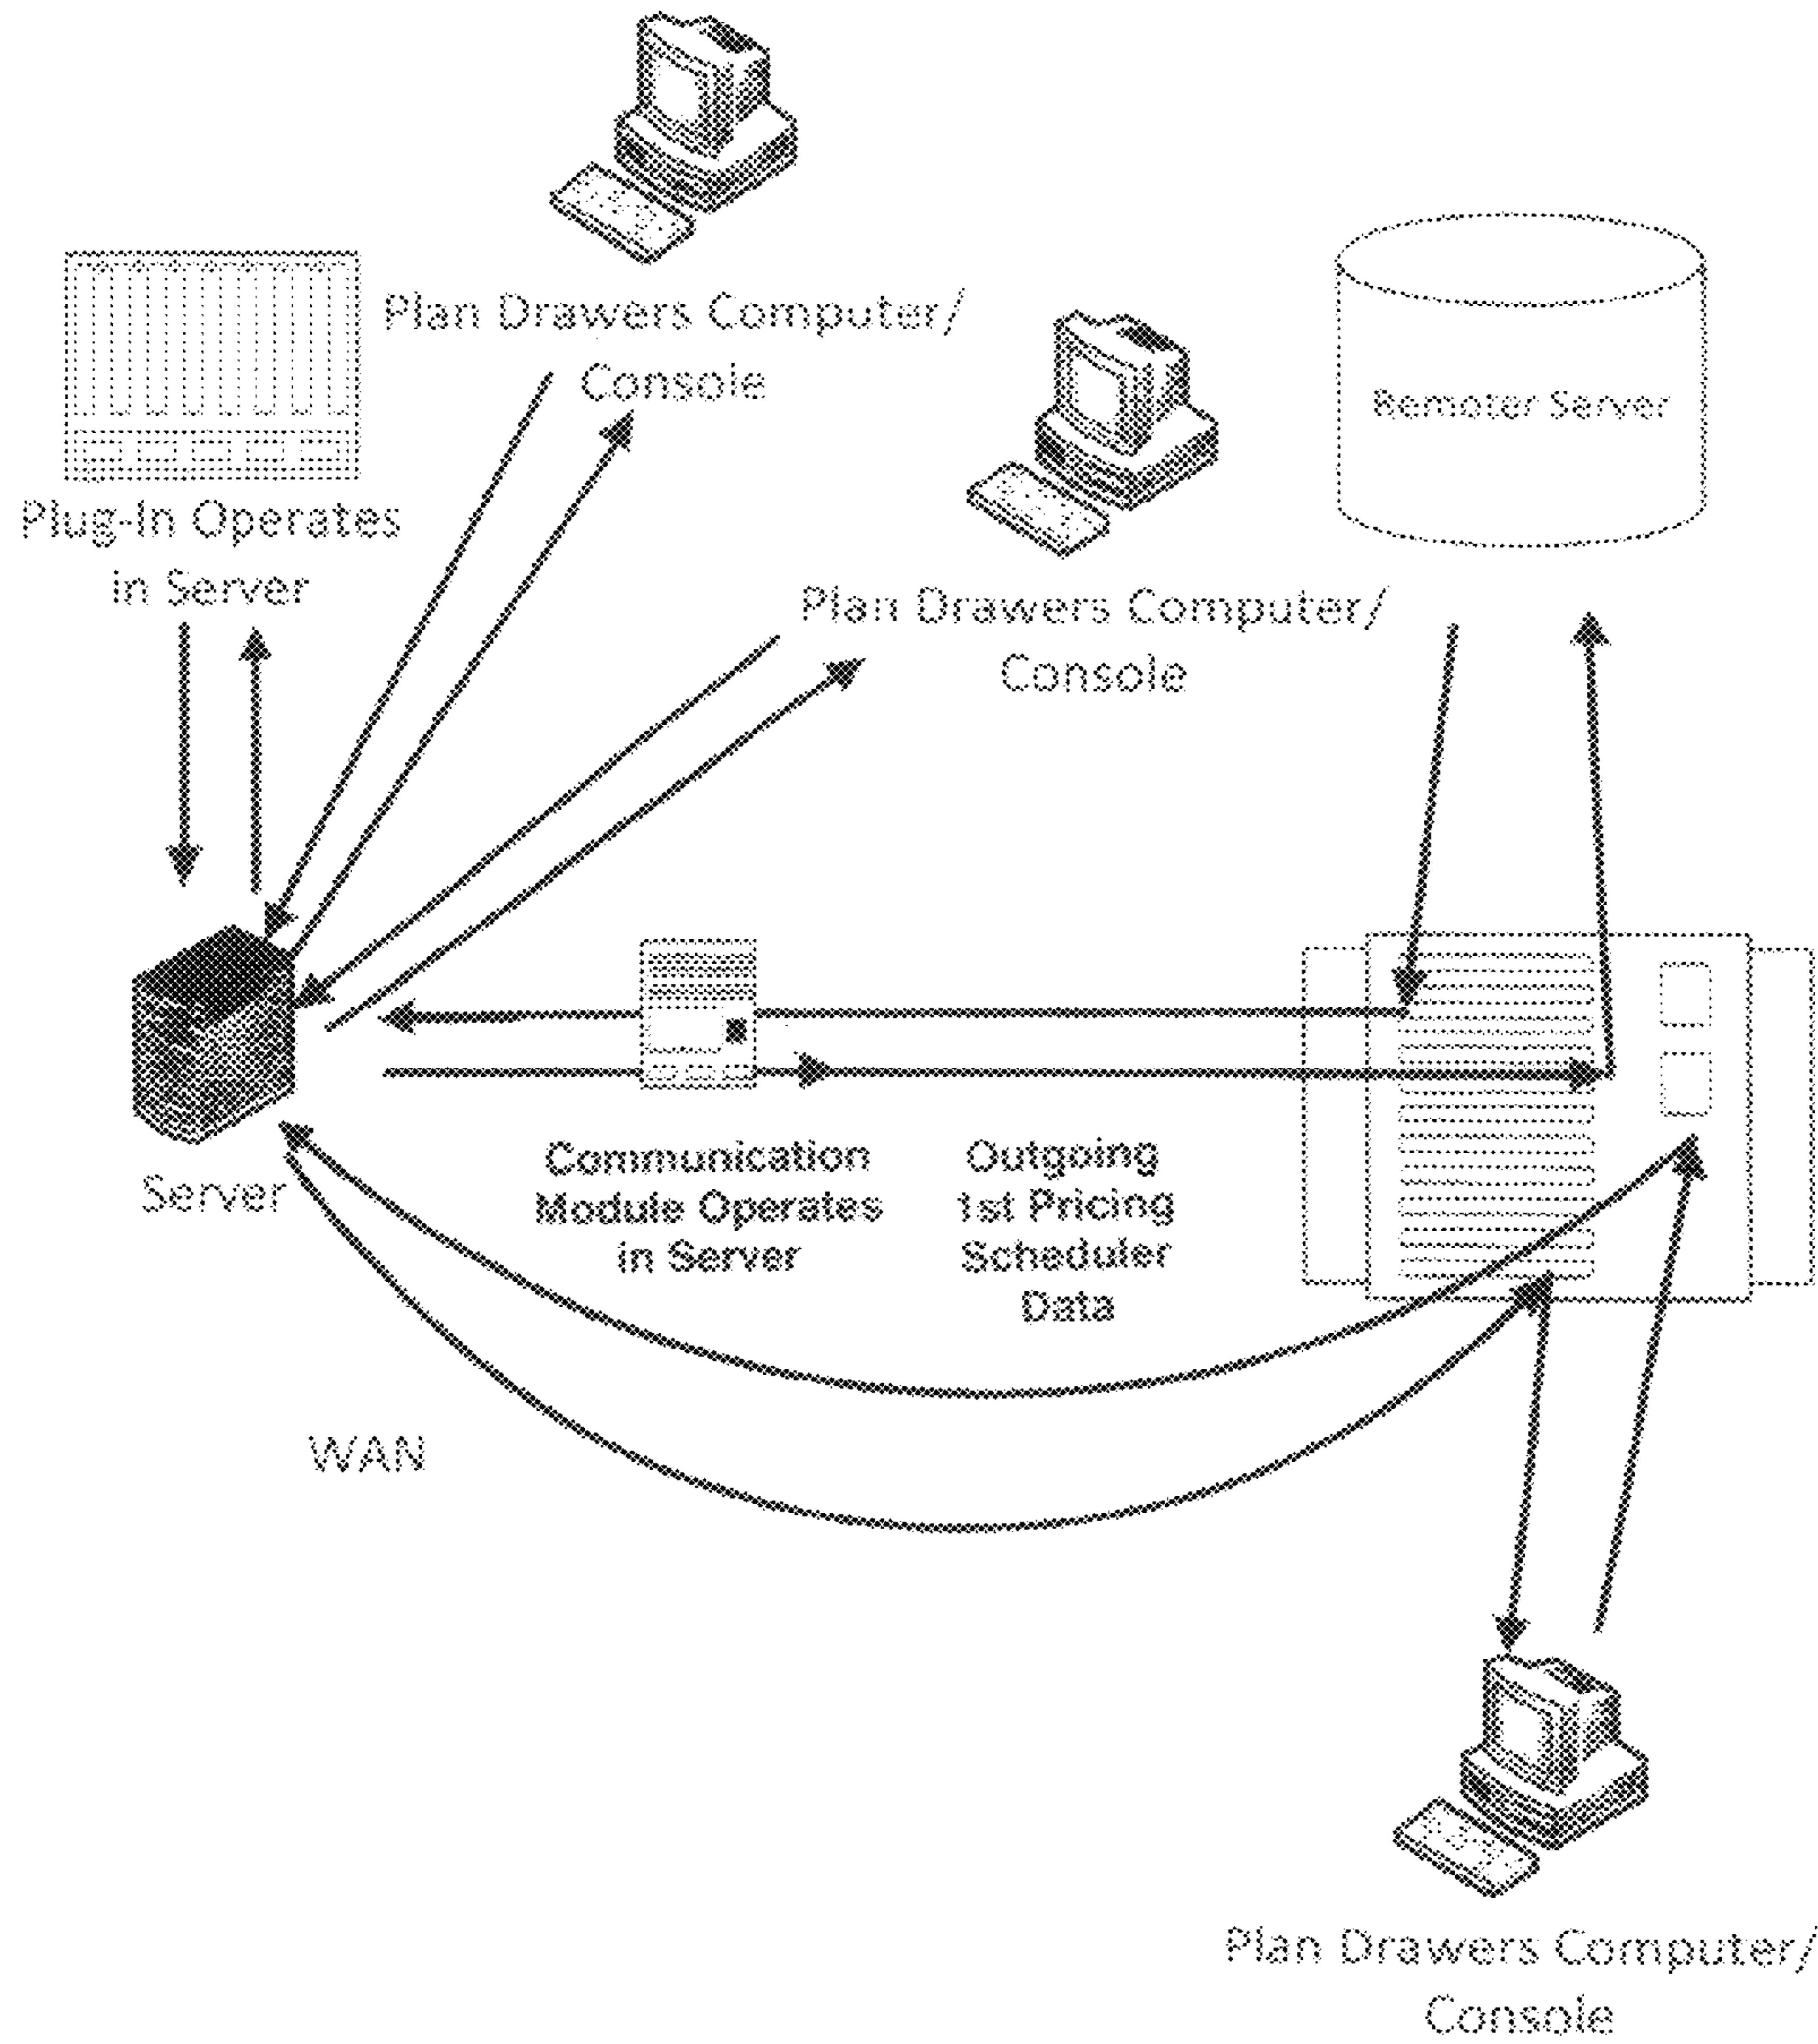 Plan Drawers Computer/
Console
Remoter Server
Plug-In Operates
in Server
Plan Drawers Computer/
Console
Server
Communication
Module Operates
in Server
Outgoing
1st Pricing
Scheduler
Data
WAN
Plan Drawers Computer/
Console